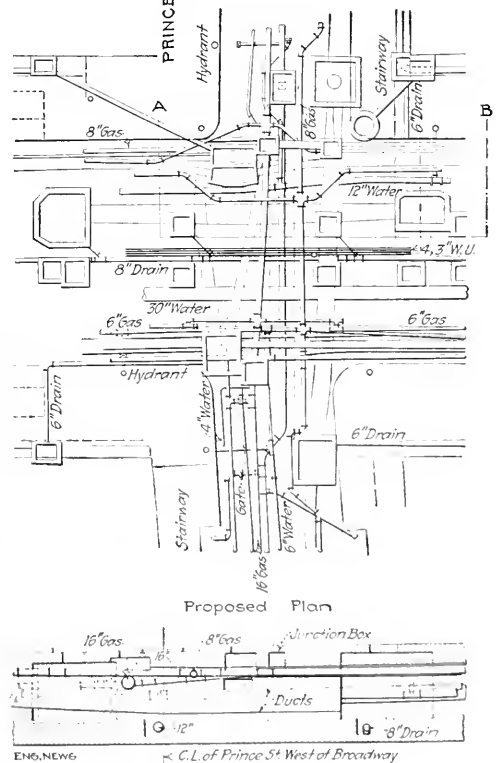 PRINCE
Hydrant
Stairway
A
8"Gas
8"Gas
6"Drain
B
12"Water
4,3"W.U.
8"Drain
30"Water
6"Gas
6"Gas
Hydrant
6"Drain
4"Water
6"Drain
Stairway
Gate
16"Gas
6"Water
Proposed Plan
16"Gas
16"
8"Gas
Junction Box
Ducts
12"
8"Drain
ENG. NEWS
C.L. of Prince St. West of Broadway